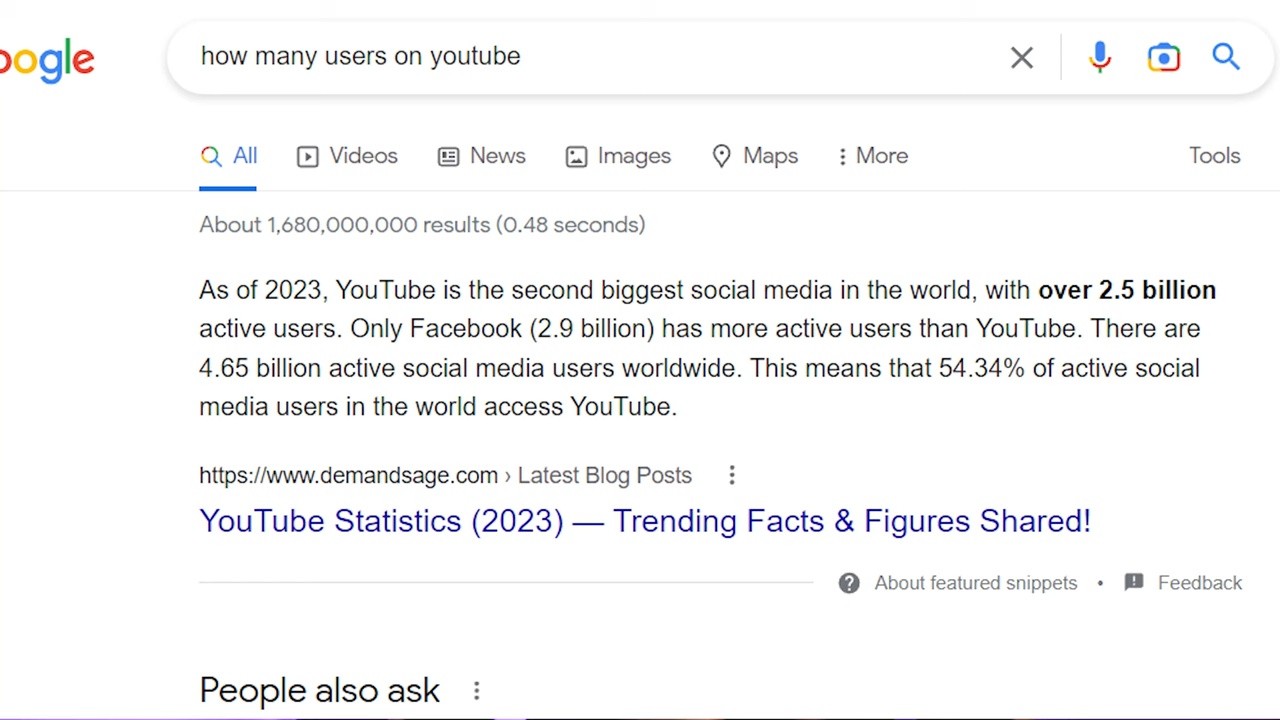 oogle
how many users on youtube
All Videos News Images Maps More Tools
About 1,680,000,000 results (0.48 seconds)
As of 2023, YouTube is the second biggest social media in the world, with over 2.5 billion
active users. Only Facebook (2.9 billion) has more active users than YouTube. There are
4.65 billion active social media users worldwide. This means that 54.34% of active social
media users in the world access YouTube.
https://www.demandsage.com › Latest Blog Posts
YouTube Statistics (2023) — Trending Facts & Figures Shared!
About featured snippets • Feedback
People also ask